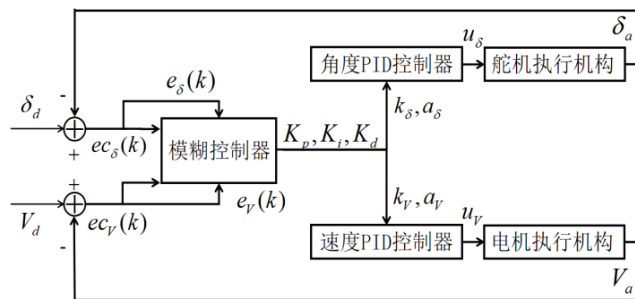 δ_a
u_δ
角度PID控制器
舵机执行机构
e_δ(k)
-
δ_d
k_δ, a_δ
+
ec_δ(k)
模糊控制器
K_p, K_i, K_d
+
k_V, a_V
e_V(k)
V_d
ec_V(k)
u_V
-
速度PID控制器
电机执行机构
V_a